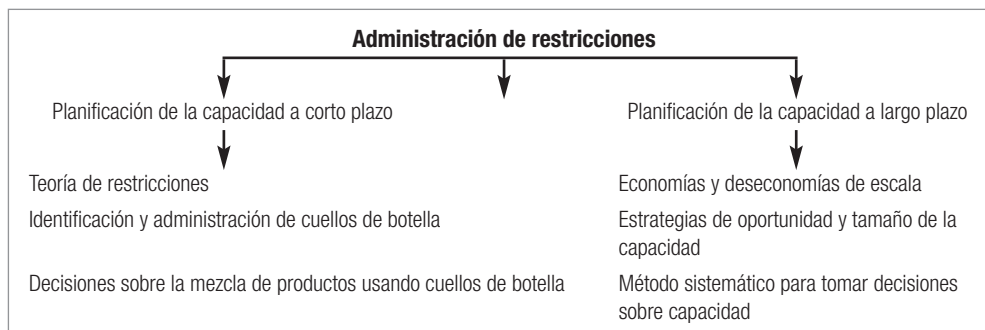 Administración de restricciones
Planificación de la capacidad a corto plazo
Planificación de la capacidad a largo plazo
Teoría de restricciones
Identificación y administración de cuellos de botella
Decisiones sobre la mezcla de productos usando cuellos de botella
Economías y deseconomías de escala
Estrategias de oportunidad y tamaño de la
capacidad
Método sistemático para tomar decisiones
sobre capacidad